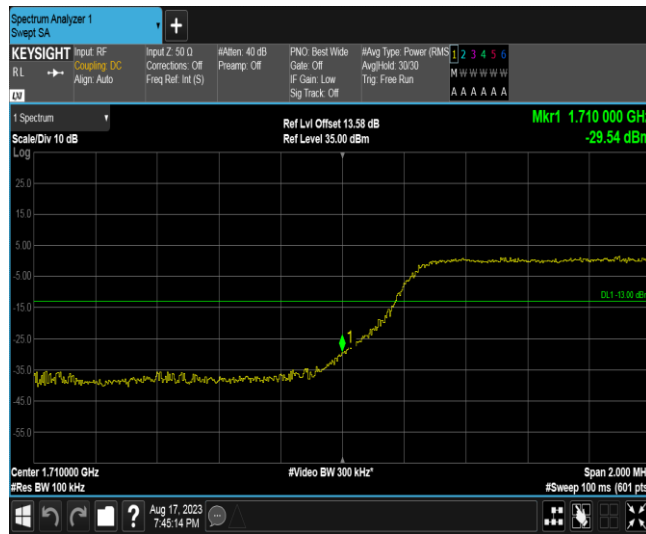 Spectrum Analyzer 1
Swept SA
+
KEYSIGHT
RL
LXI
Input: RF
Coupling: DC
Align: Auto
Input Z: 50 Ω
Corrections: Off
Freq Ref: Int (S)
#Atten: 40 dB
Preamp: Off
PNO: Best Wide
Gate: Off
IF Gain: Low
Sig Track: Off
#Avg Type: Power (RMS
Avg|Hold: 30/30
Trig: Free Run
1 2 3 4 5 6
M W W W W W
A A A A A A
1 Spectrum
Scale/Div 10 dB
Log
Ref Lvl Offset 13.58 dB
Ref Level 35.00 dBm
Mkr1 1.710 000 GHz
-29.54 dBm
25.0
15.0
5.00
-5.00
-15.0
-25.0
-35.0
-45.0
-55.0
DL1 -13.00 dBm
1
Center 1.710000 GHz
#Res BW 100 kHz
#Video BW 300 kHz*
Span 2.000 MH
#Sweep 100 ms (601 pts
?
Aug 17, 2023
7:45:14 PM